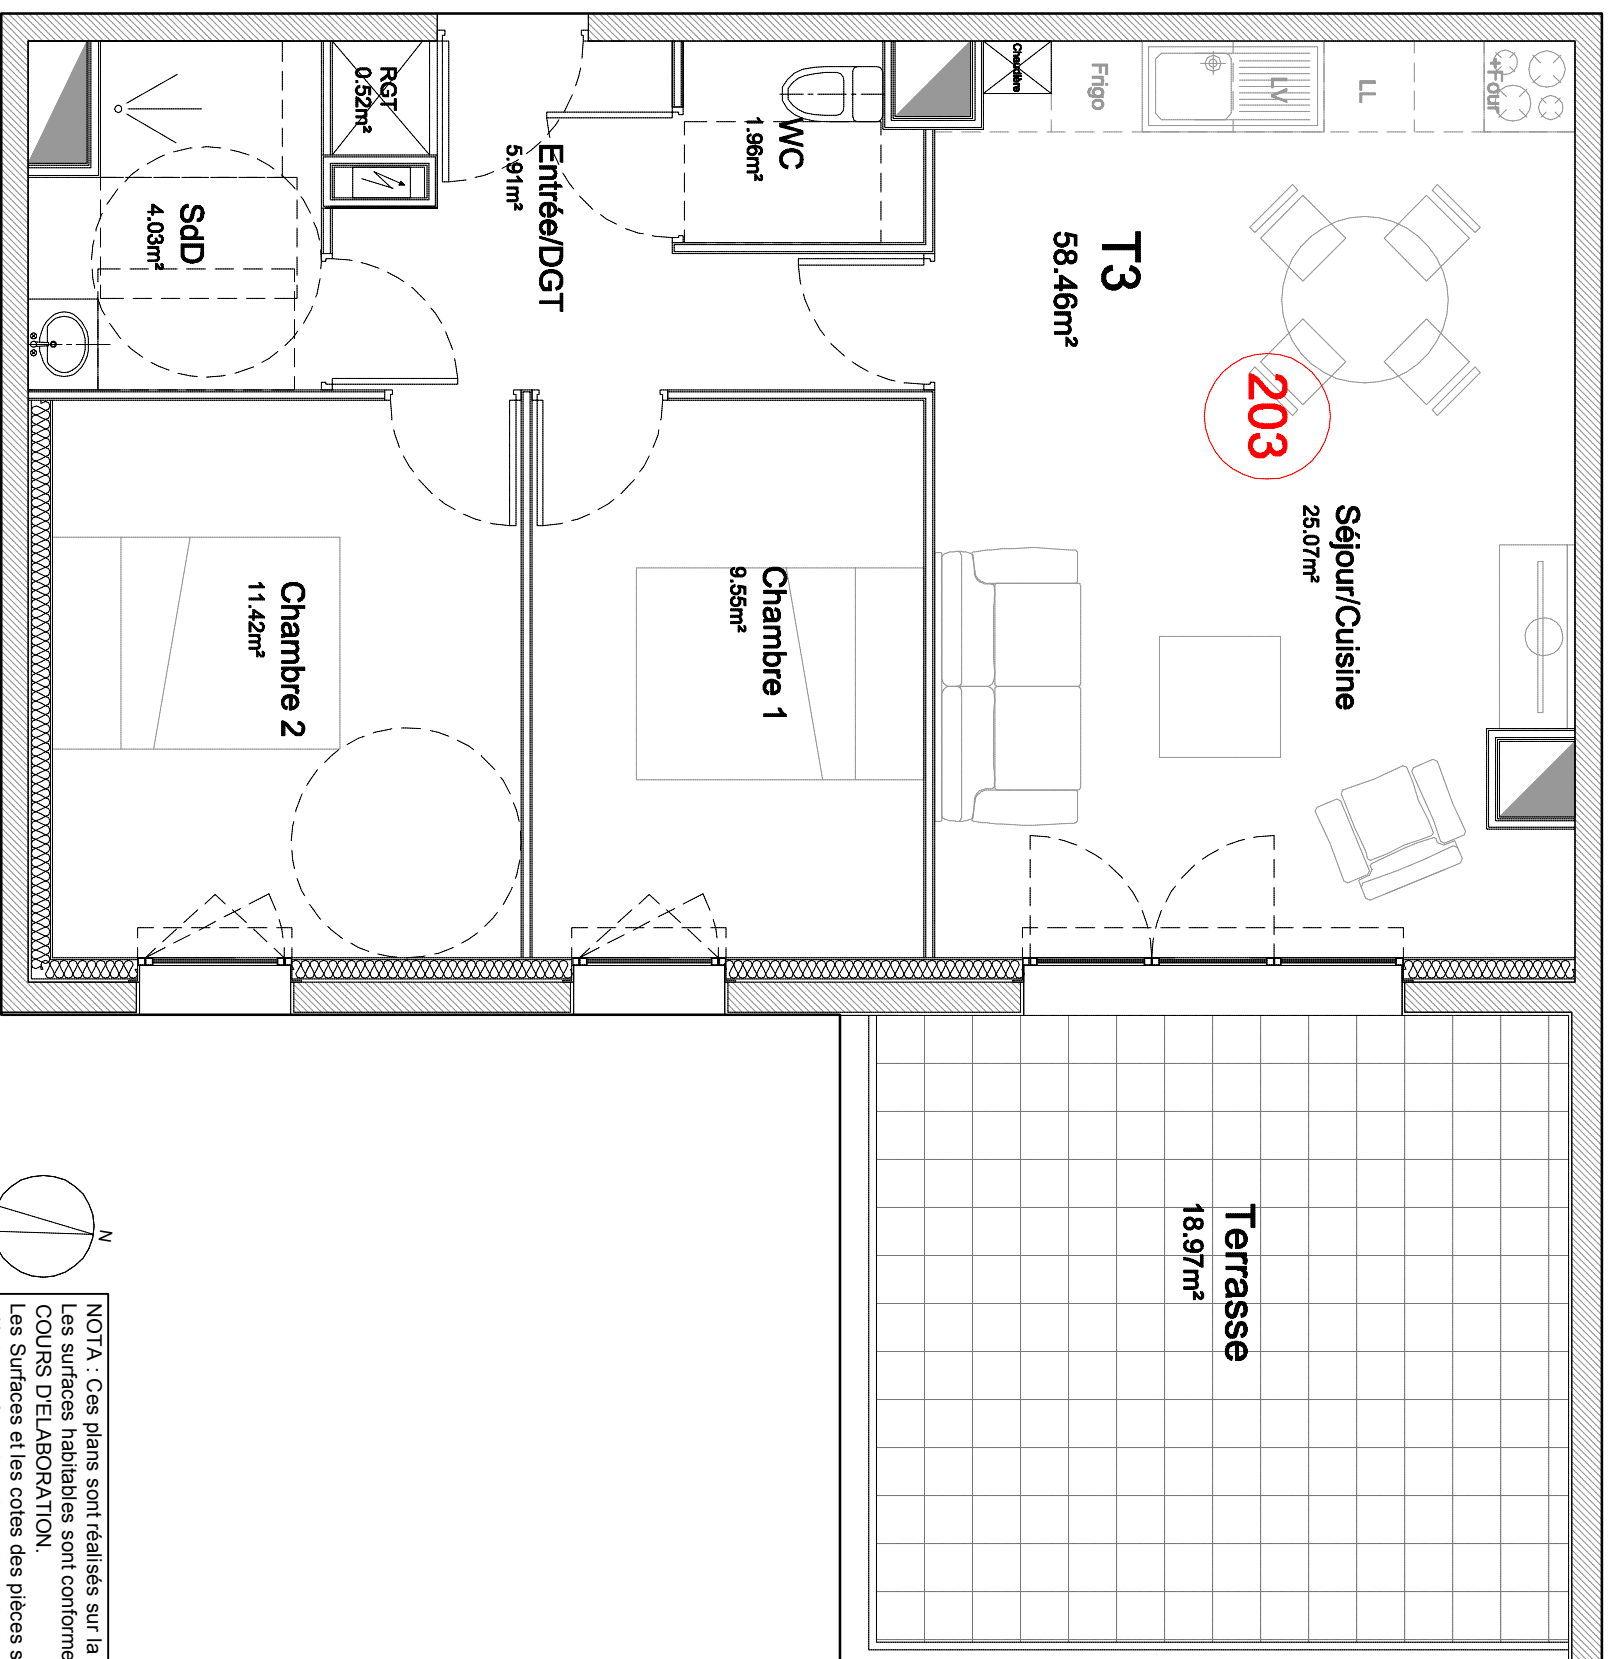 RGT
0.52m²
WC
1.96m²
Chaudière
Frigo
LV
LL
+Four
Entrée/DGT
5.91m²
SdD
4.03m²
T3
58.46m²
203
Séjour/Cuisine
25.07m²
Chambre 1
9.55m²
Chambre 2
11.42m²
Terrasse
18.97m²
N
NOTA : Ces plans sont réalisés sur la
Les surfaces habitables sont conforme
COURS D'ELABORATION.
Les Surfaces et les cotes des pièces s